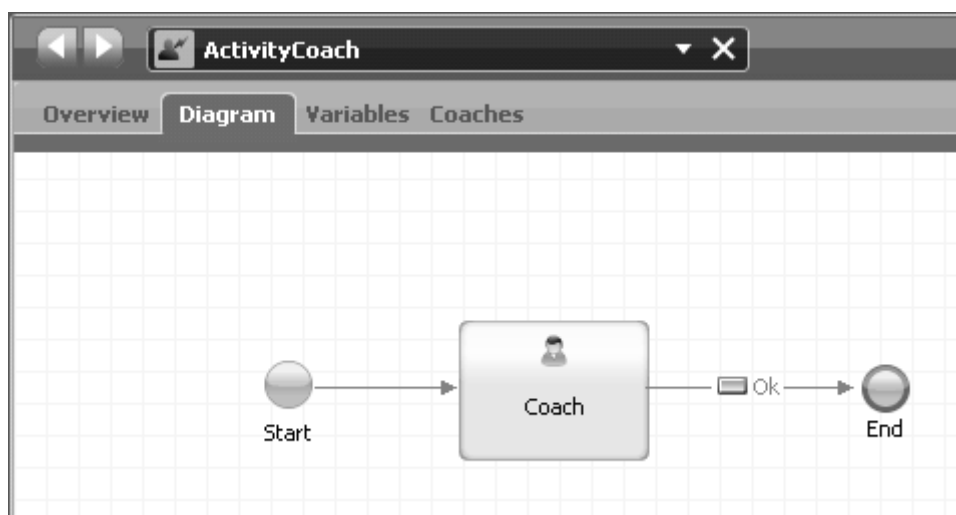 ActivityCoach
Overview Diagram Variables Coaches
Coach
Ok
Start
End